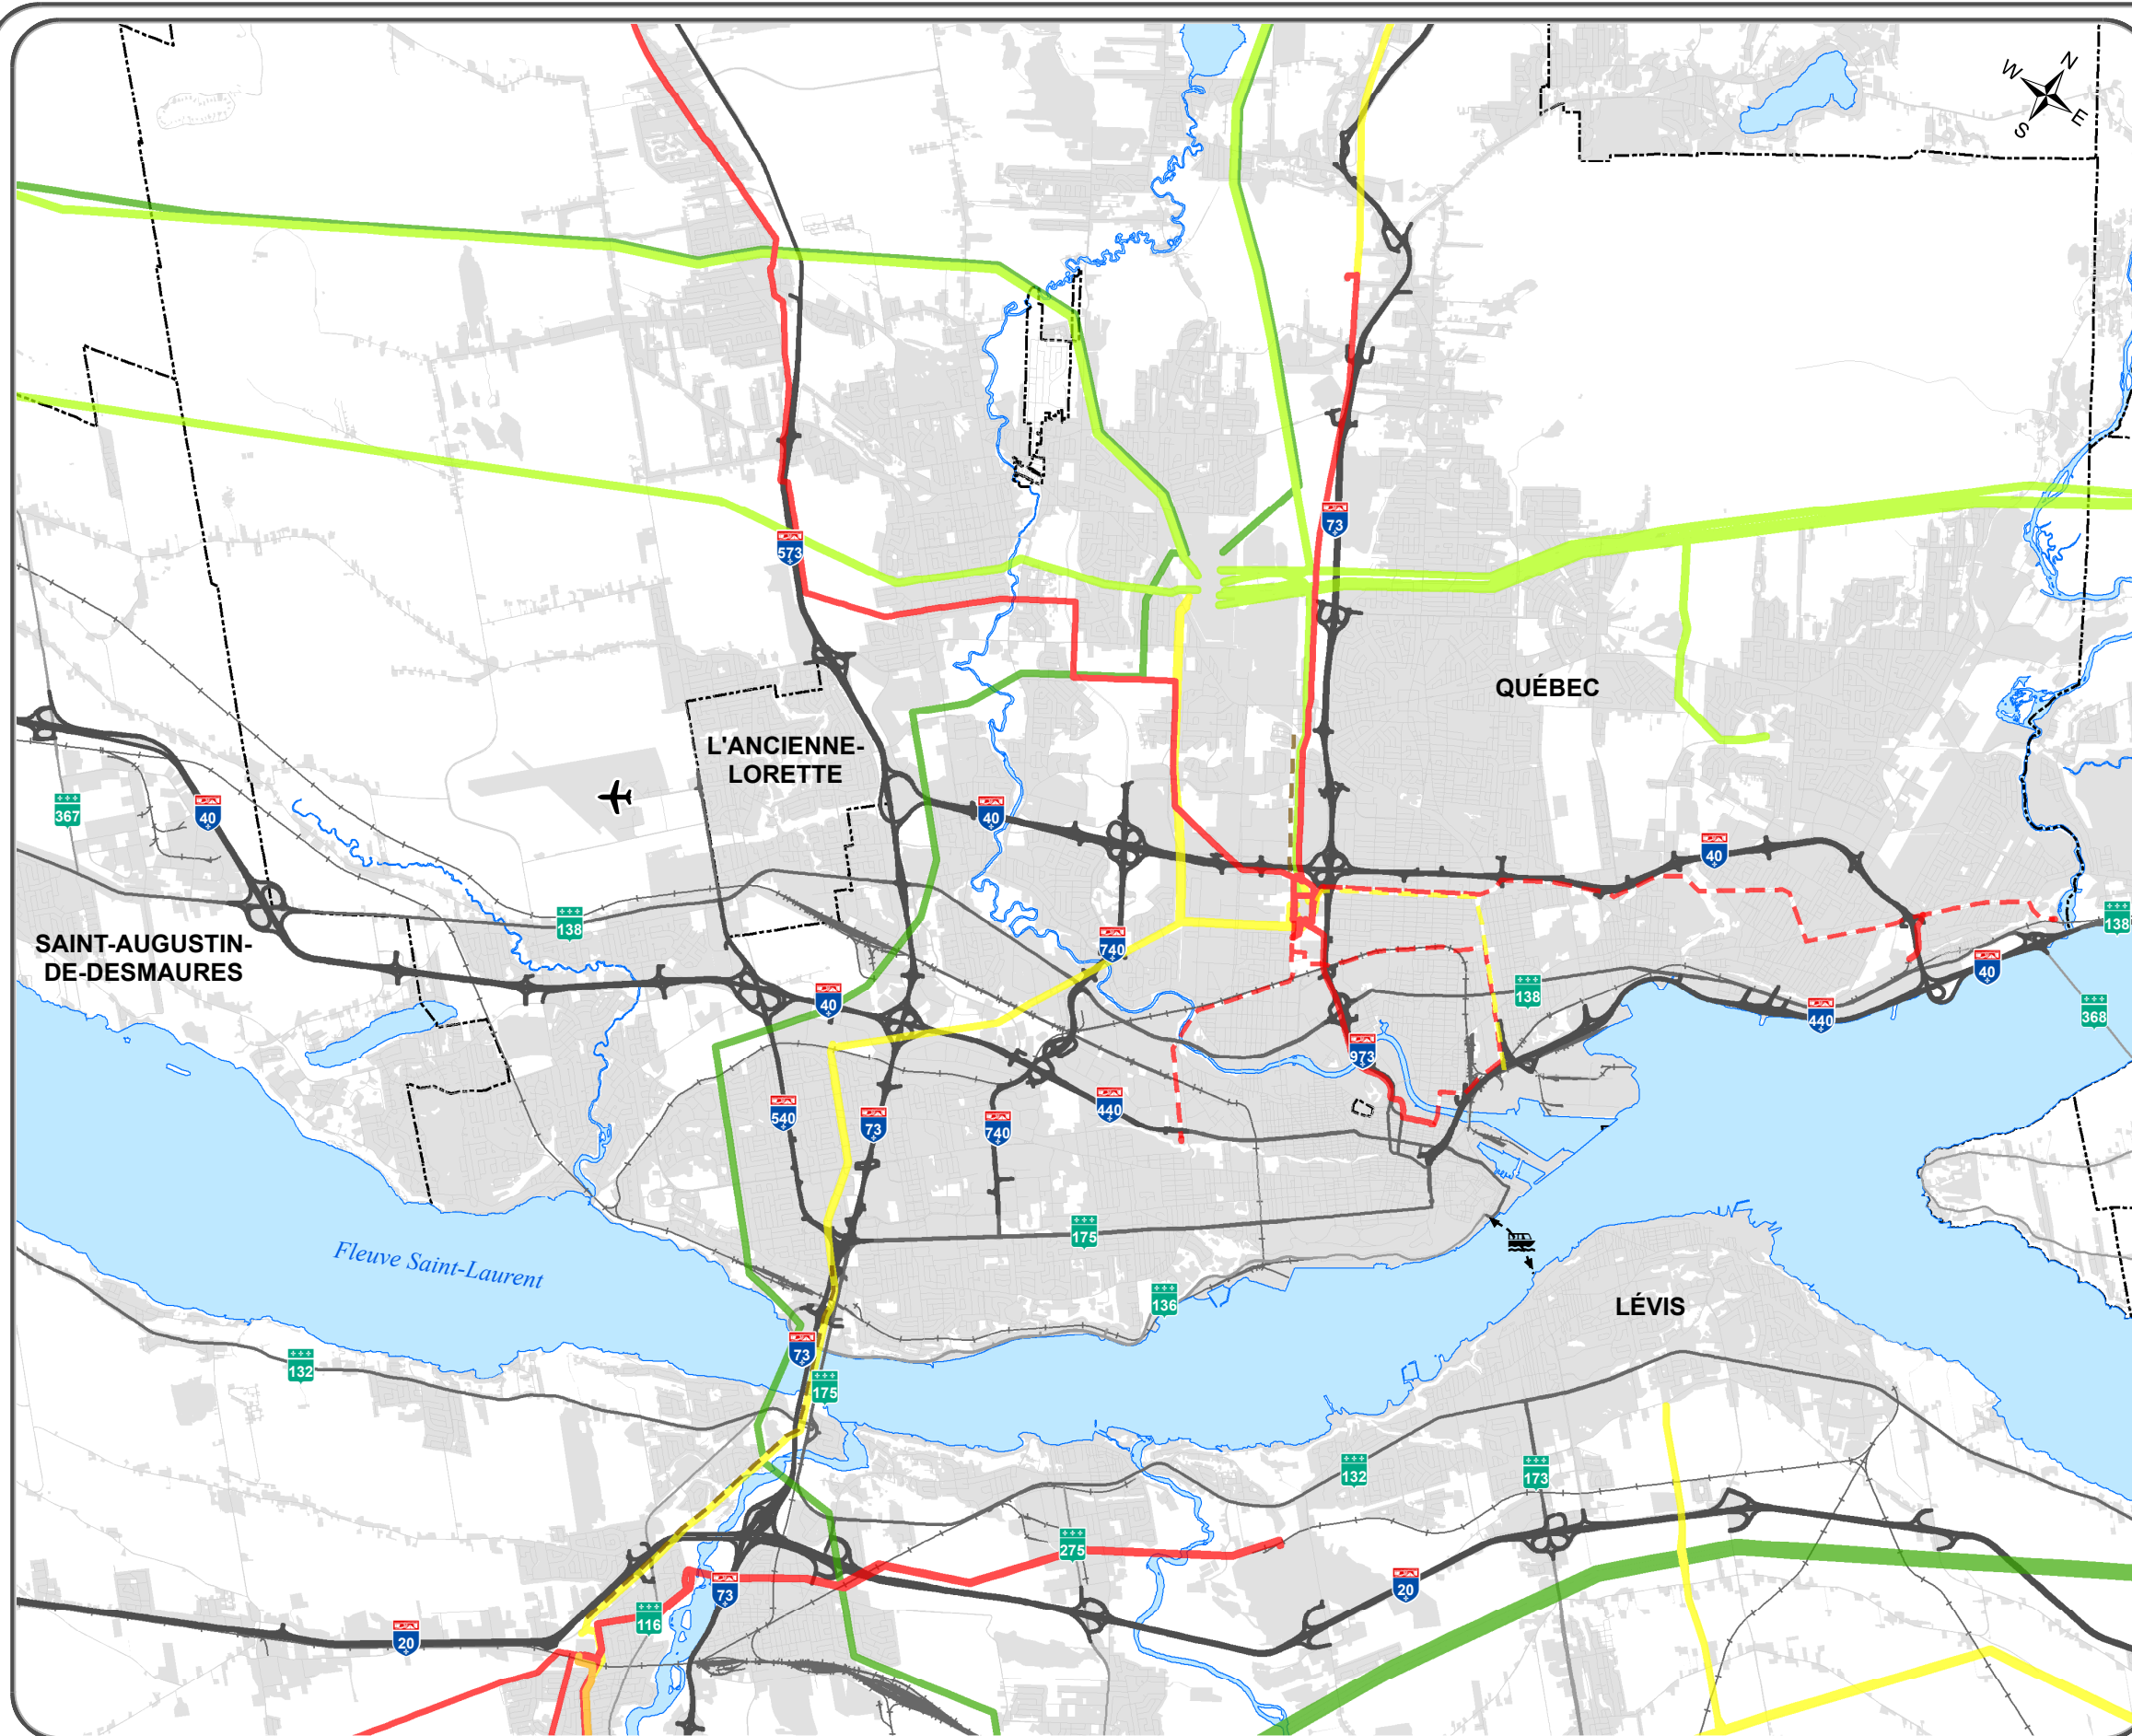 N
W
E
S
73
573
QUÉBEC
L'ANCIENNE-
LORETTE
367
40
40
40
138
SAINT-AUGUSTIN-
DE-DESMAURES
740
138
138
40
40
368
440
973
540
73
740
440
175
Fleuve Saint-Laurent
136
LÉVIS
73
132
175
132
173
275
73
20
116
20